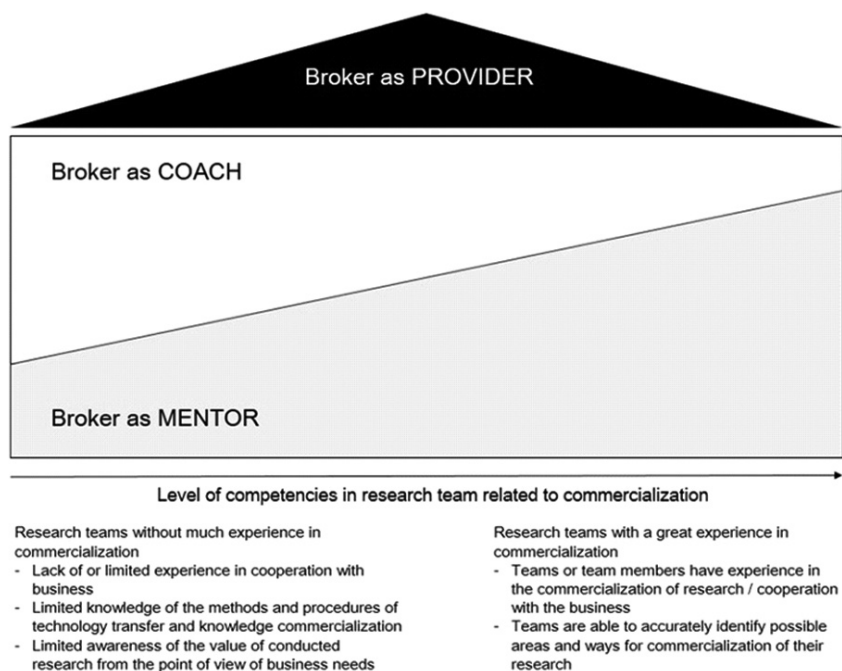 Broker as PROVIDER
Broker as COACH
Broker as MENTOR
Level of competencies in research team related to commercialization
Research teams without much experience in
commercialization
- Lack of or limited experience in cooperation with
business
- Limited knowledge of the methods and procedures of
technology transfer and knowledge commercialization
- Limited awareness of the value of conducted
research from the point of view of business needs
Research teams with a great experience in
commercialization
- Teams or team members have experience in
the commercialization of research / cooperation
with the business
- Teams are able to accurately identify possible
areas and ways for commercialization of their
research